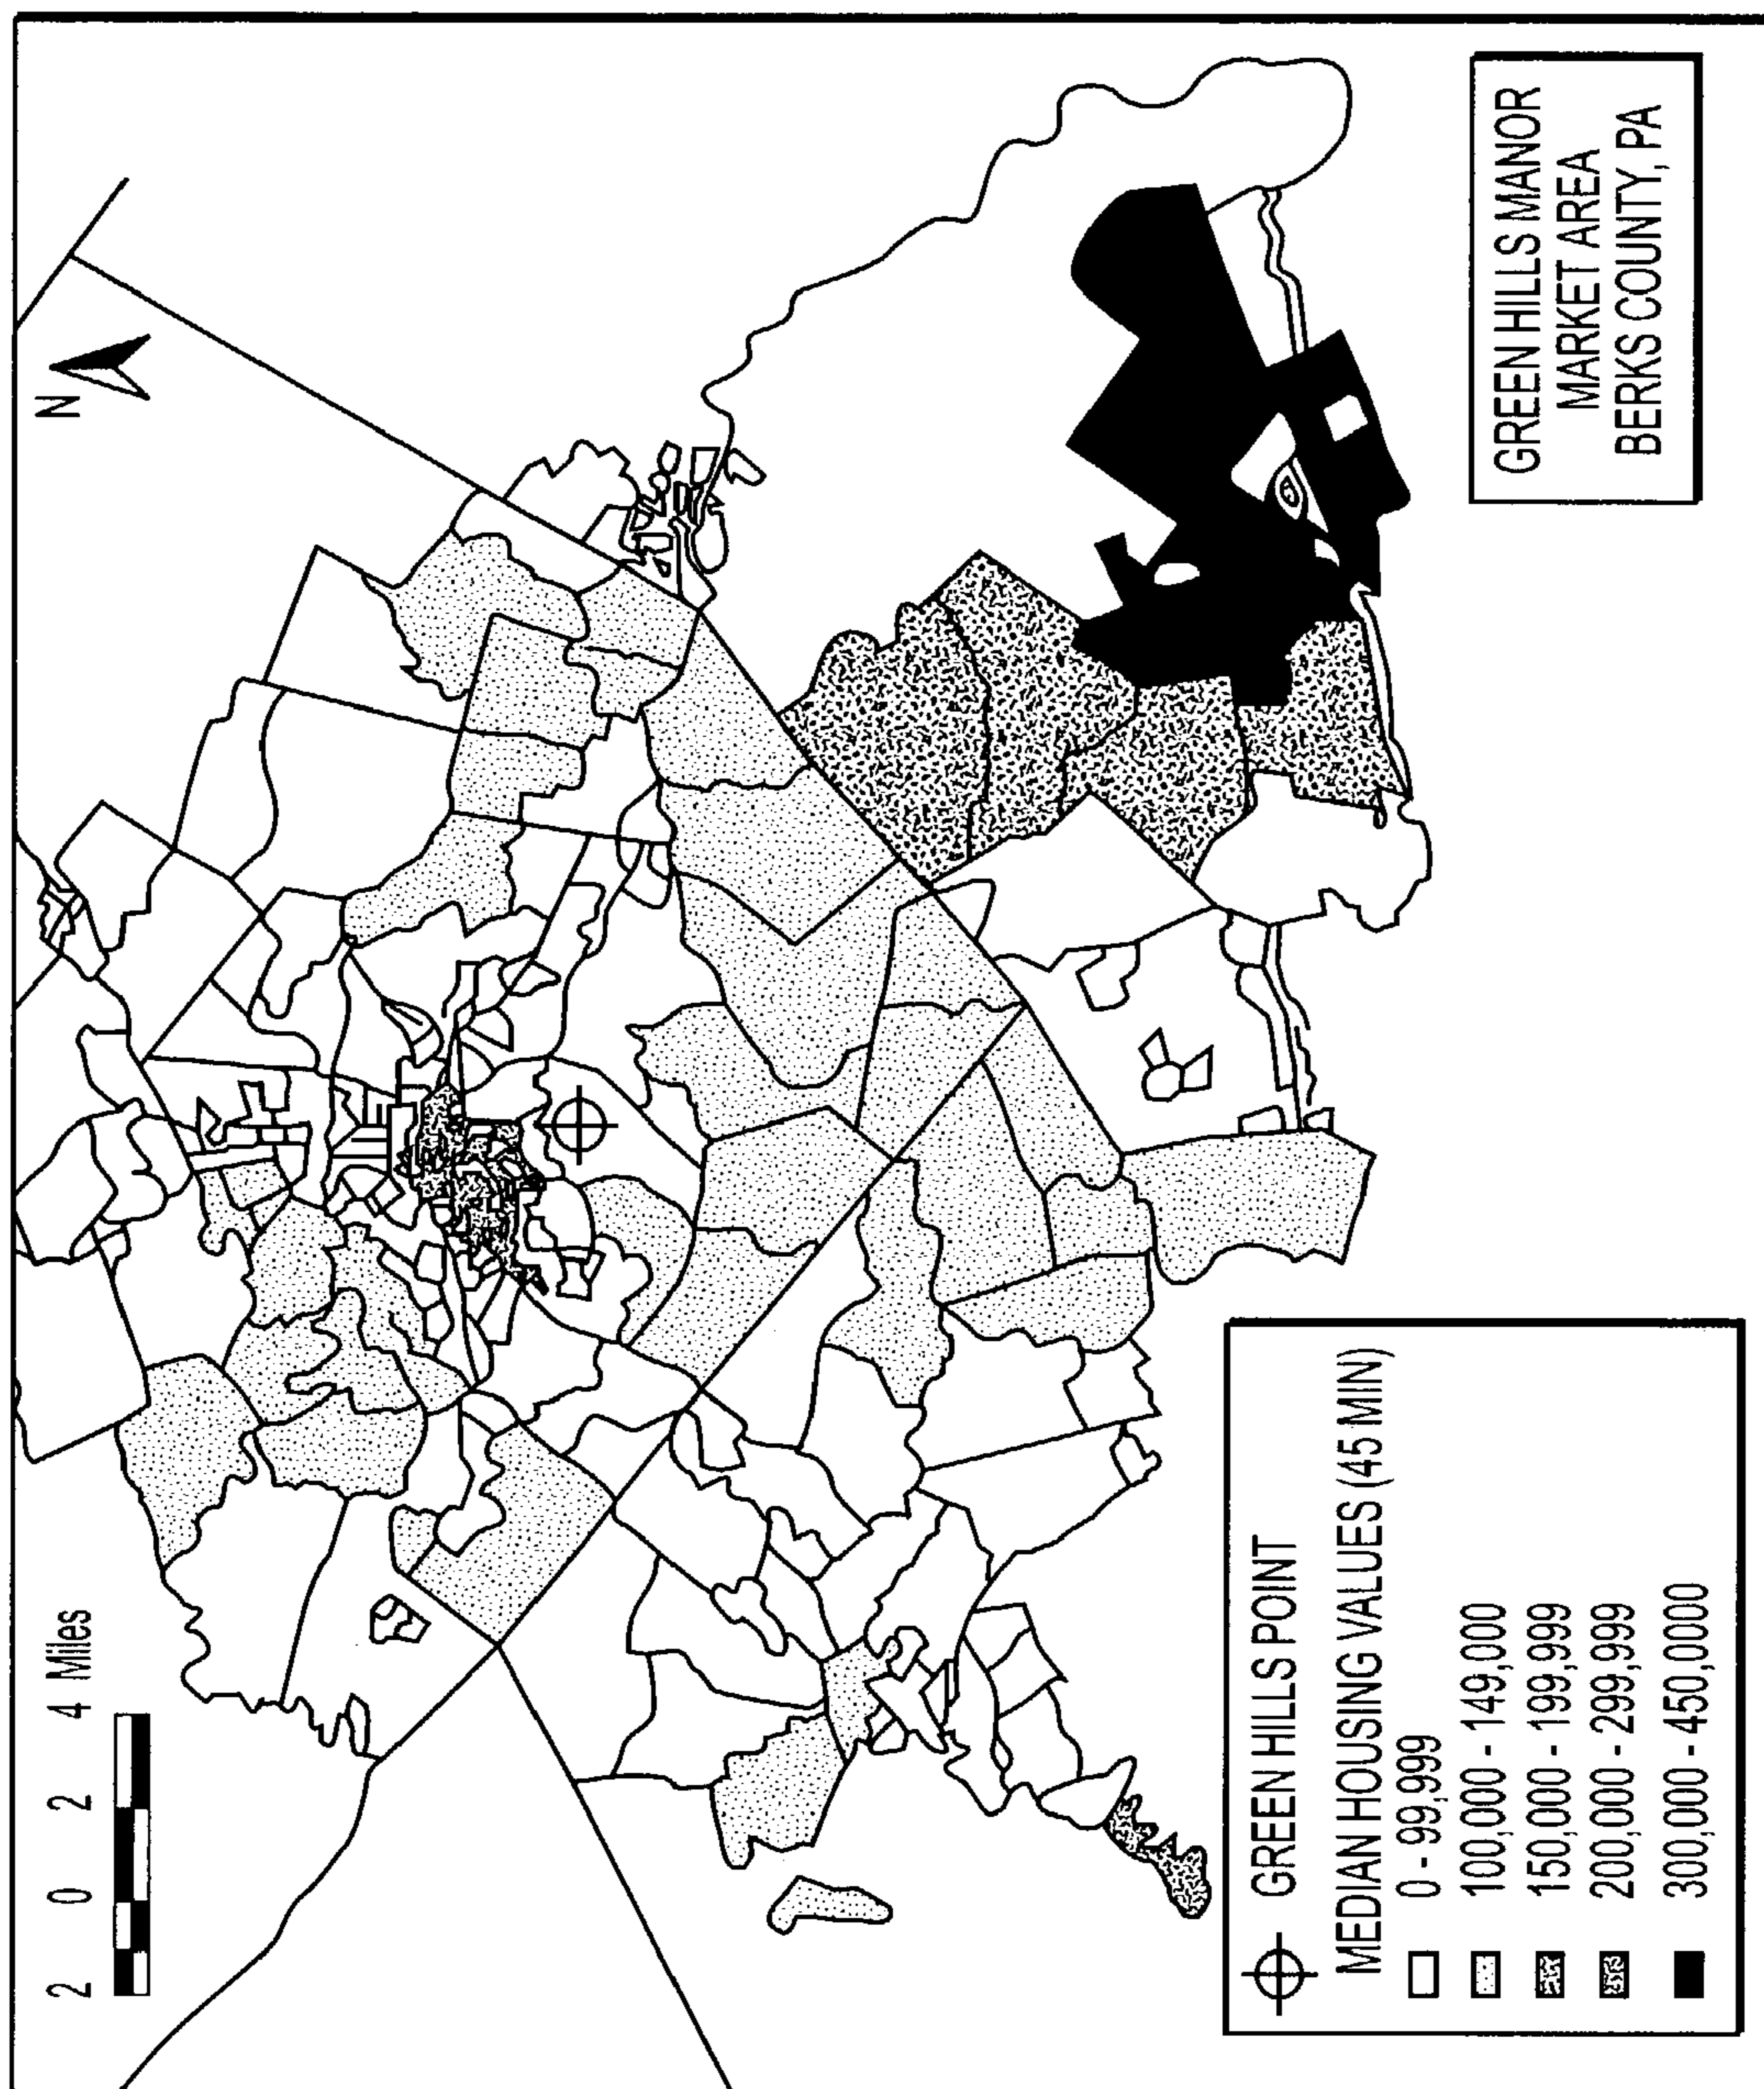 2 0 2 4 Miles
N
GREEN HILLS POINT
MEDIAN HOUSING VALUES (45 MIN)
0 - 99,999
100,000 - 149,000
150,000 - 199,999
200,000 - 299,999
300,000 - 450,0000
GREEN HILLS MANOR
MARKET AREA
BERKS COUNTY, PA